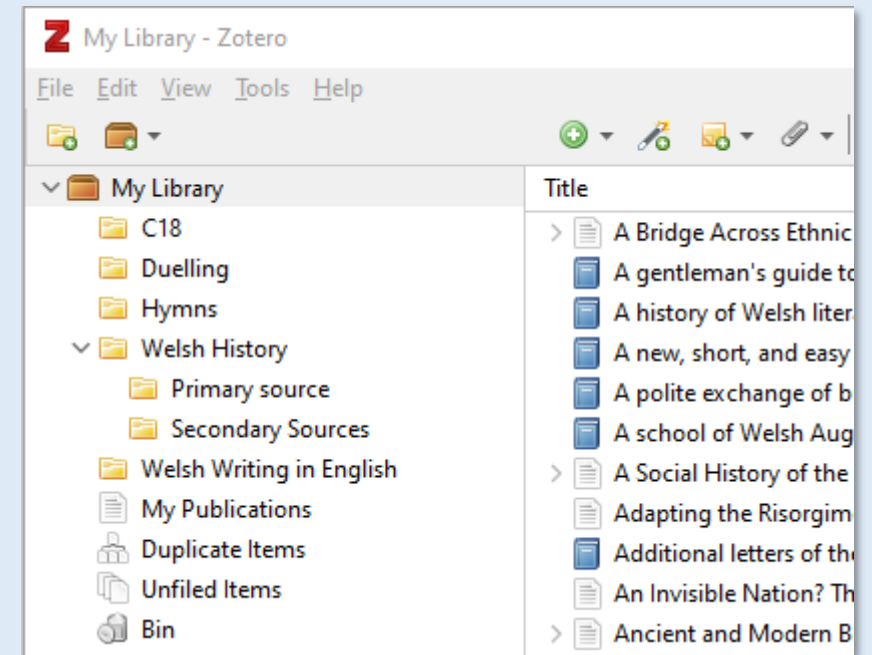 My Library - Zotero
File Edit View Tools Help
My Library
C18
Duelling
Hymns
Welsh History
Primary source
Secondary Sources
Welsh Writing in English
My Publications
Duplicate Items
Unfiled Items
Bin
Title
A Bridge Across Ethnic
A gentleman's guide to
A history of Welsh liter
A new, short, and easy
A polite exchange of b
A school of Welsh Aug
A Social History of the
Adapting the Risorgim
Additional letters of the
An Invisible Nation? Th
Ancient and Modern B